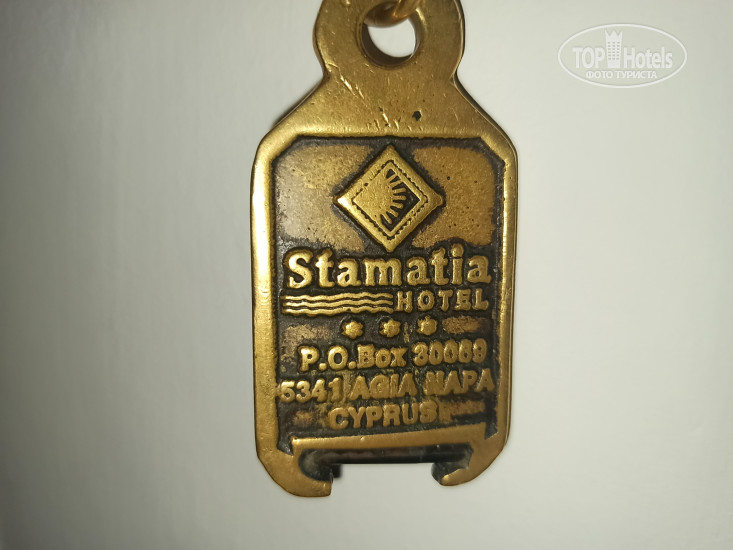 TOP Hotels
ФОТО ТУРИСТА
Stamatia
HOTEL
P.O.Box 30069
5341 AGIA NAPA
CYPRUS